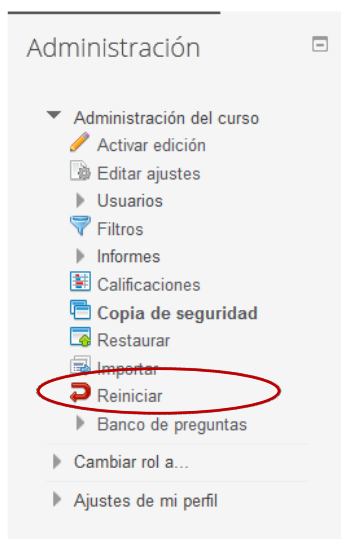 Administración
Administración del curso
Activar edición
Editar ajustes
Usuarios
Filtros
Informes
Calificaciones
Copia de seguridad
Restaurar
Importar
Reiniciar
Banco de preguntas
Cambiar rol a...
Ajustes de mi perfil